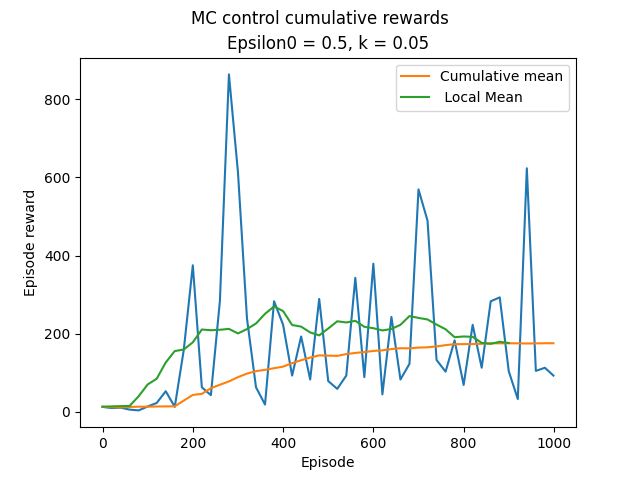 MC control cumulative rewards
Epsilon0 = 0.5, k = 0.05
Cumulative mean
Local Mean
Episode reward
800
600
400
200
0
0 200 400 600 800 1000
Episode